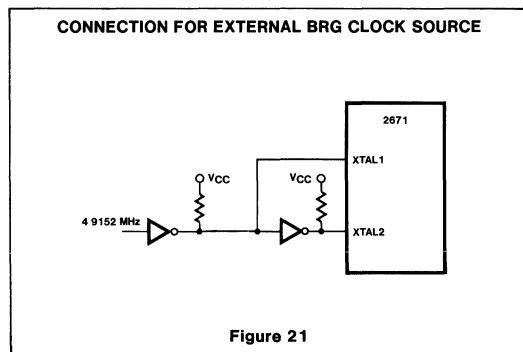 CONNECTION FOR EXTERNAL BRG CLOCK SOURCE
2671
XTAL1
VCC
VCC
4 9152 MHz
XTAL2
Figure 21